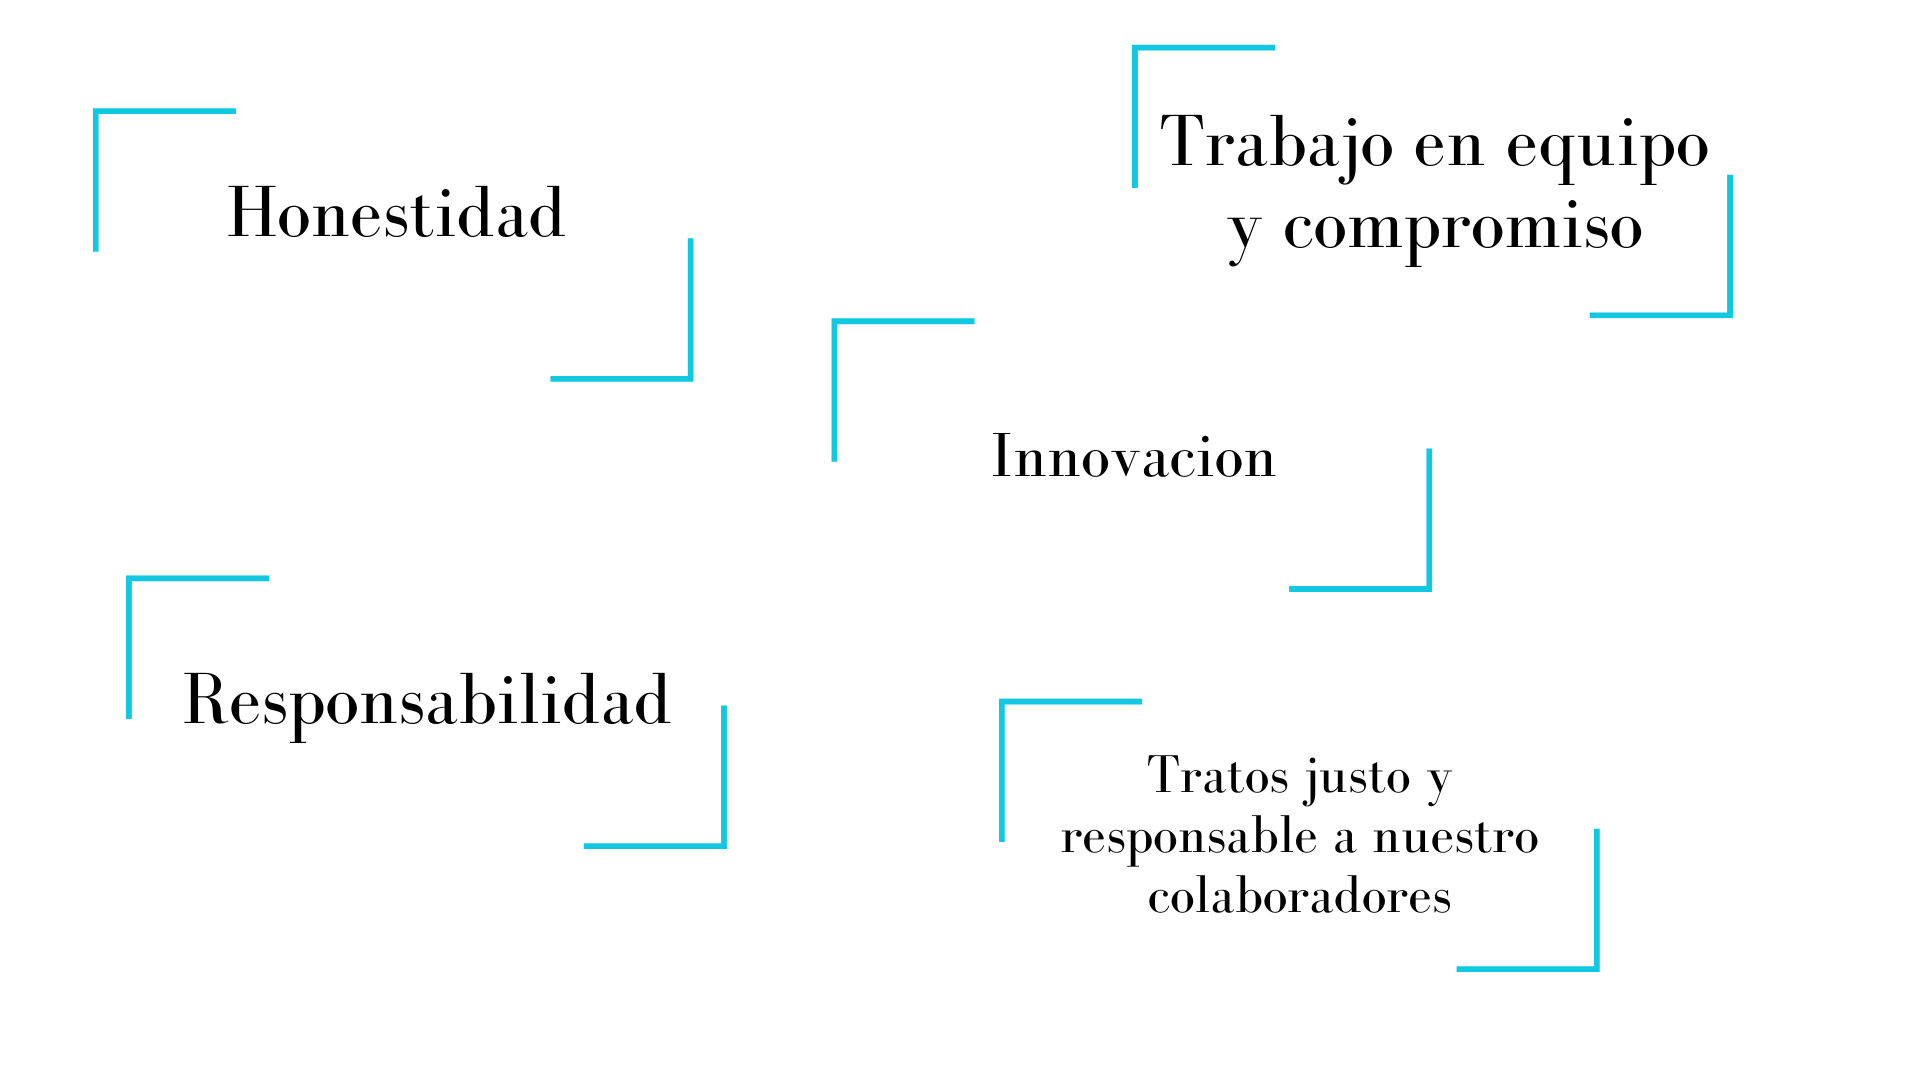 Honestidad
Trabajo en equipo
y compromiso
Innovacion
Responsabilidad
Tratos justo y
responsable a nuestro
colaboradores